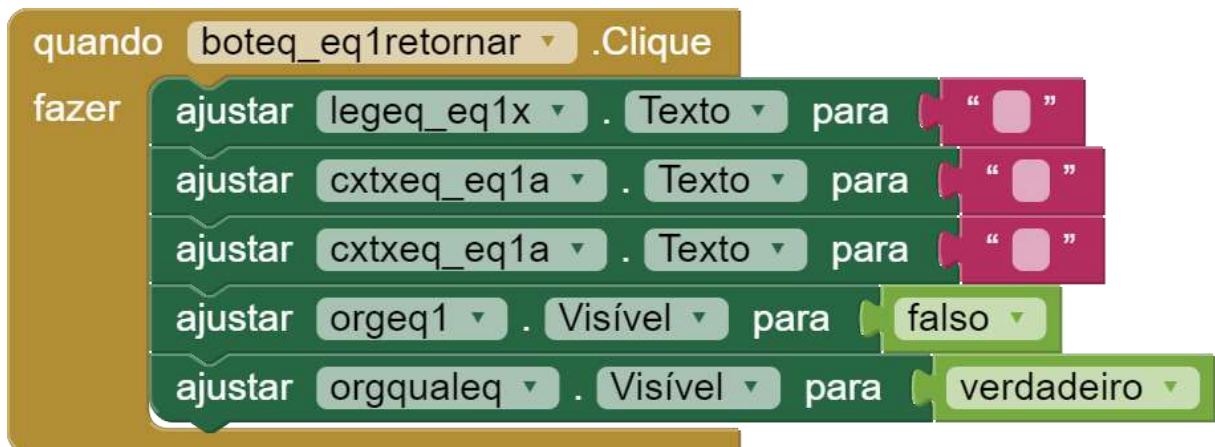 quando boteq_eq1retornar .Clique
fazer ajustar legeq_eq1x . Texto para “ ”
ajustar cxtxeq_eq1a . Texto para “ ”
ajustar cxtxeq_eq1a . Texto para “ ”
ajustar orgeq1 . Visível para falso
ajustar orgqualeq . Visível para verdadeiro